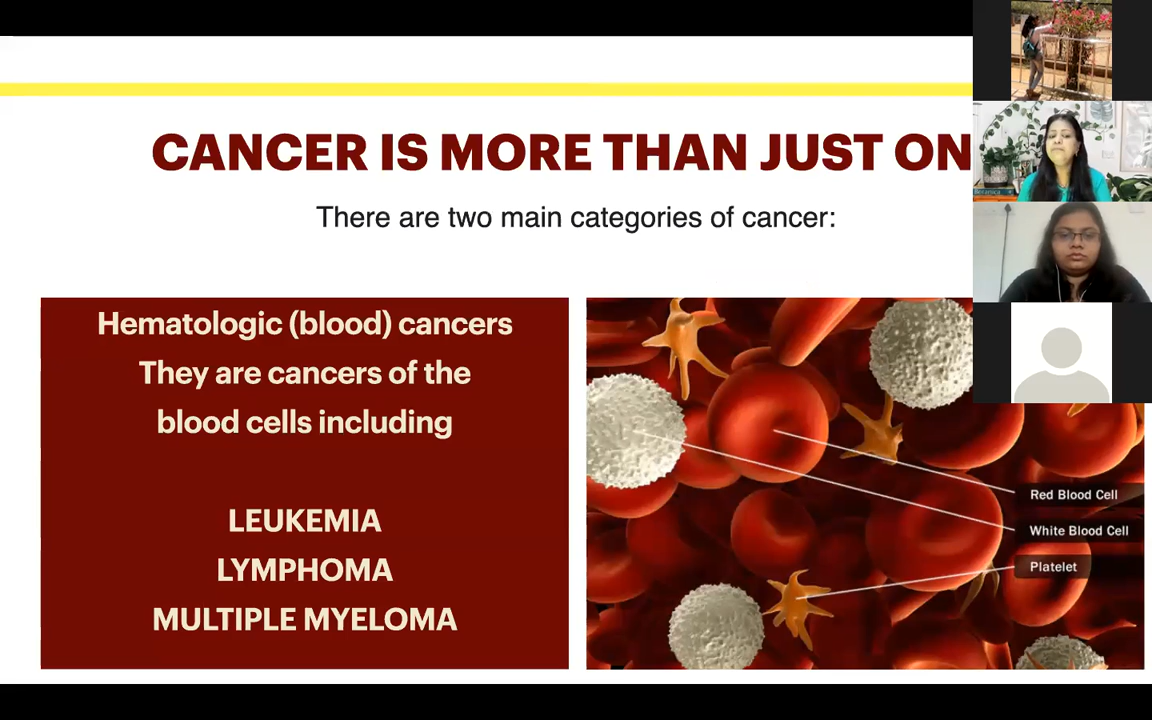 CANCER IS MORE THAN JUST ON
There are two main categories of cancer:
Hematologic (blood) cancers
They are cancers of the
blood cells including
LEUKEMIA
LYMPHOMA
MULTIPLE MYELOMA
Red Blood Cell
White Blood Cell
Platelet